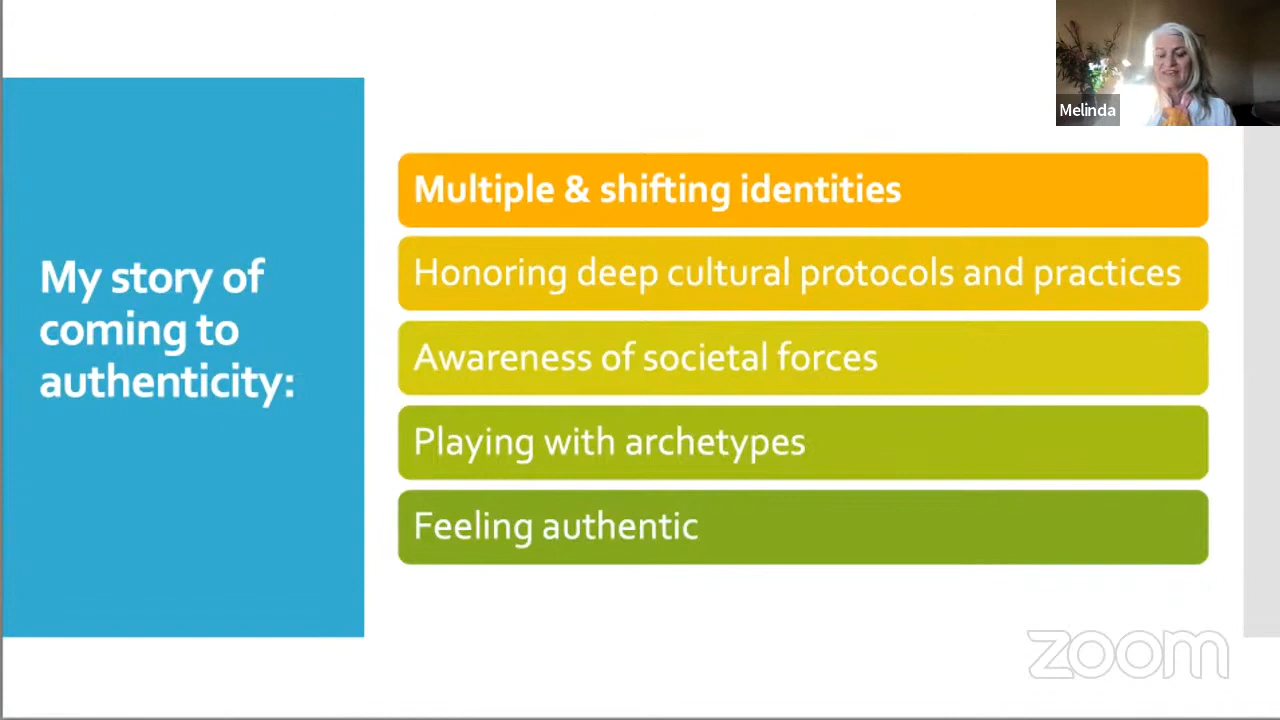 Melinda
My story of
coming to
authenticity:
Multiple & shifting identities
Honoring deep cultural protocols and practices
Awareness of societal forces
Playing with archetypes
Feeling authentic
zoom